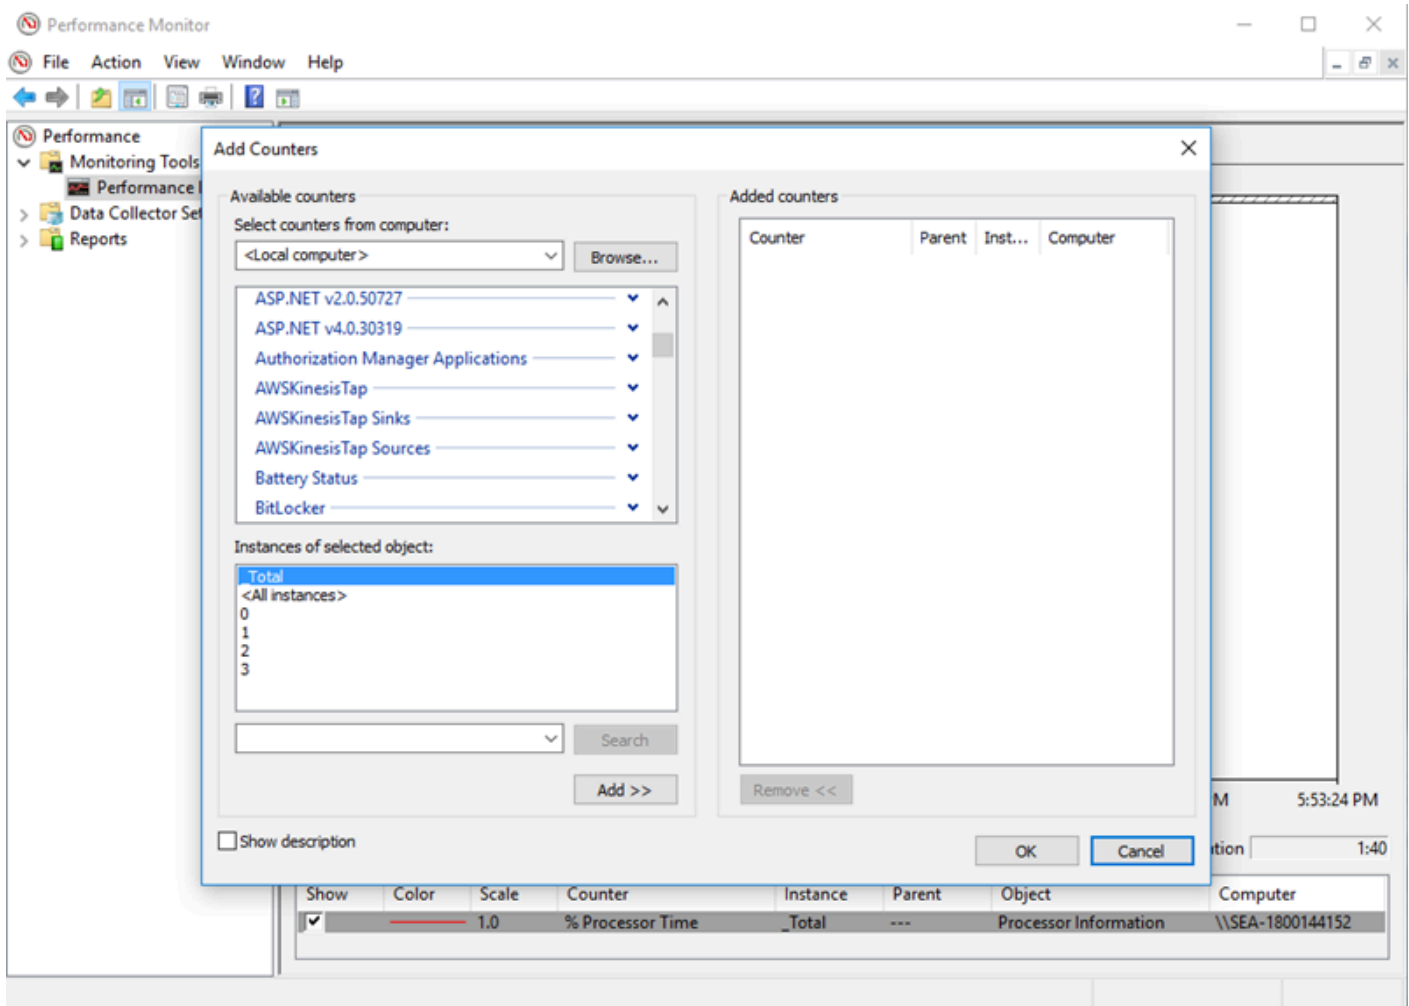 Performance Monitor
File Action View Window Help
Performance
Monitoring Tools
Performance
Data Collector Set
Reports
Add Counters
Available counters
Select counters from computer:
<Local computer>
Browse...
ASP.NET v2.0.50727
ASP.NET v4.0.30319
Authorization Manager Applications
AWSKinesisTap
AWSKinesisTap Sinks
AWSKinesisTap Sources
Battery Status
BitLocker
Instances of selected object:
_Total
<All instances>
0
1
2
3
Search
Add >>
Show description
Added counters
Counter Parent Inst... Computer
Remove <<
OK Cancel
M 5:53:24 PM
ation 1:40
Show Color Scale Counter Instance Parent Object Computer
1.0 % Processor Time _Total --- Processor Information \\SEA-1800144152